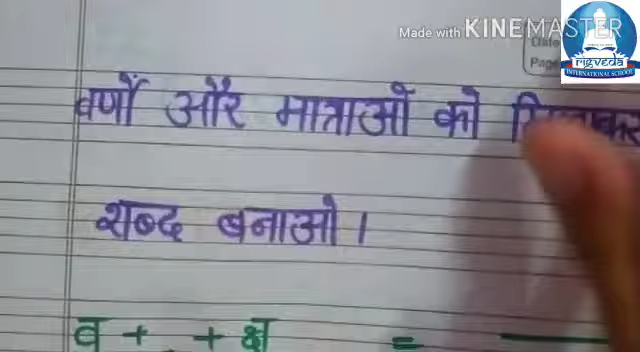 Made with KINEMASTER
Date
Page
rigveda
INTERNATIONAL SCHOOL
वर्णों और मात्राओं को
शब्द बनाओ।
व + + क्ष =